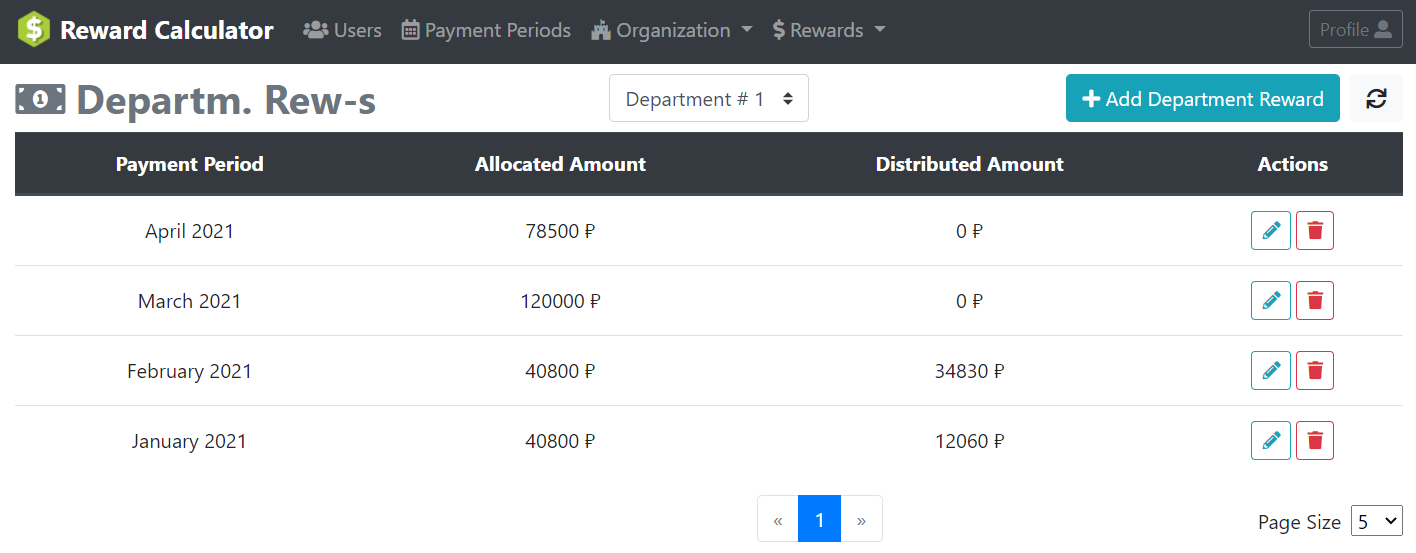 $ Reward Calculator Users Payment Periods Organization $ Rewards Profile
1 Departm. Rew-s Department # 1 + Add Department Reward
Payment Period Allocated Amount Distributed Amount Actions
April 2021 78500 ₽ 0 ₽
March 2021 120000 ₽ 0 ₽
February 2021 40800 ₽ 34830 ₽
January 2021 40800 ₽ 12060 ₽
« 1 » Page Size 5